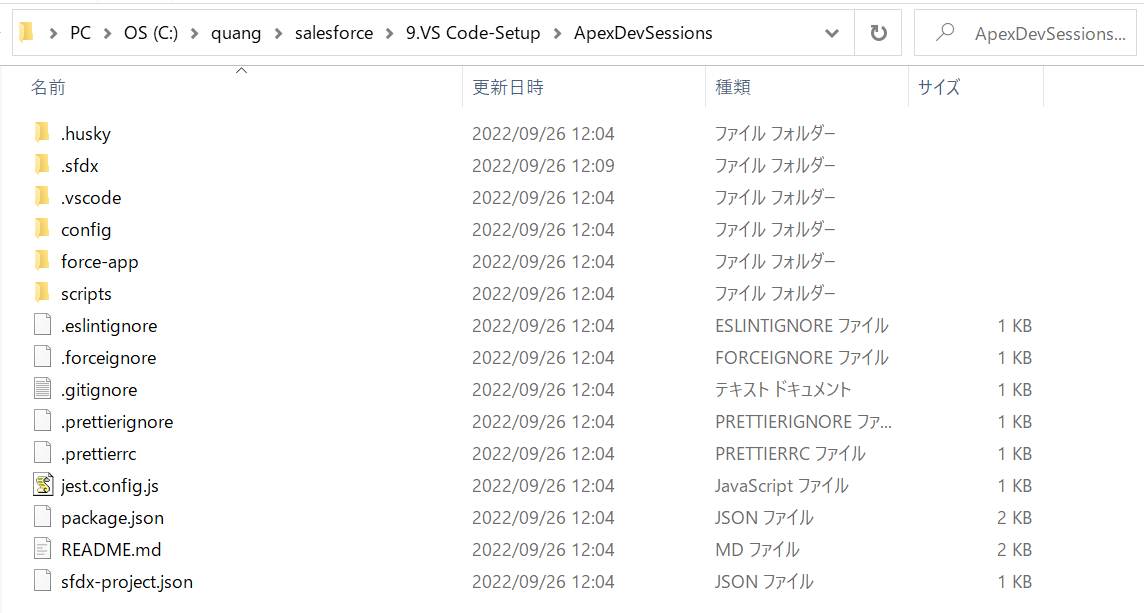 PC > OS (C:) > quang > salesforce > 9.VS Code-Setup > ApexDevSessions ApexDevSessions...
名前 更新日時 種類 サイズ
.husky 2022/09/26 12:04 ファイル フォルダー
.sfdx 2022/09/26 12:09 ファイル フォルダー
.vscode 2022/09/26 12:04 ファイル フォルダー
config 2022/09/26 12:04 ファイル フォルダー
force-app 2022/09/26 12:04 ファイル フォルダー
scripts 2022/09/26 12:04 ファイル フォルダー
.eslintignore 2022/09/26 12:04 ESLINTIGNORE ファイル 1 KB
.forceignore 2022/09/26 12:04 FORCEIGNORE ファイル 1 KB
.gitignore 2022/09/26 12:04 テキスト ドキュメント 1 KB
.prettierignore 2022/09/26 12:04 PRETTIERIGNORE ファ... 1 KB
.prettierrc 2022/09/26 12:04 PRETTIERRC ファイル 1 KB
jest.config.js 2022/09/26 12:04 JavaScript ファイル 1 KB
package.json 2022/09/26 12:04 JSON ファイル 2 KB
README.md 2022/09/26 12:04 MD ファイル 2 KB
sfdx-project.json 2022/09/26 12:04 JSON ファイル 1 KB